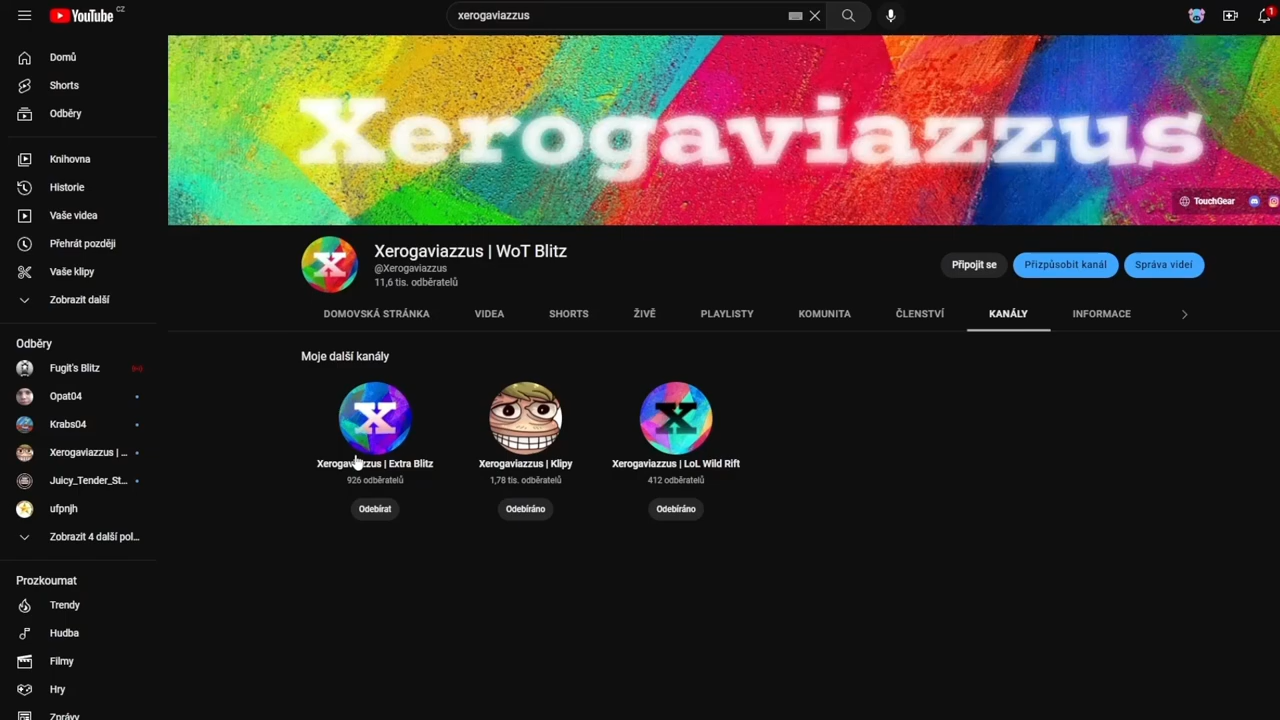 YouTube CZ
xerogaviazzus
1
Domů
Shorts
Odběry
Knihovna
Historie
Vaše videa
Přehrát později
Vaše klipy
Zobrazit další
Odběry
Fugit's Blitz
Opat04
Krabs04
Xerogaviazzus | ...
Juicy_Tender_St...
ufpnjh
Zobrazit 4 další pol...
Prozkoumat
Trendy
Hudba
Filmy
Hry
Zprávy
Xerogaviazzus
TouchGear
X
Xerogaviazzus | WoT Blitz
@Xerogaviazzus
11,6 tis. odběratelů
Připojit se
Přizpůsobit kanál
Správa videí
DOMOVSKÁ STRÁNKA
VIDEA
SHORTS
ŽIVĚ
PLAYLISTY
KOMUNITA
ČLENSTVÍ
KANÁLY
INFORMACE
Moje další kanály
X
X
Xerogaviazzus | Extra Blitz
Xerogaviazzus | Klipy
Xerogaviazzus | LoL Wild Rift
926 odběratelů
1,78 tis. odběratelů
412 odběratelů
Odebírat
Odebíráno
Odebíráno